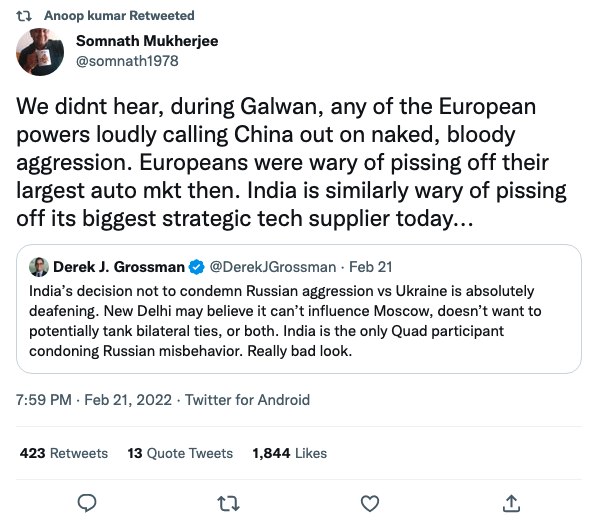 Anoop kumar Retweeted
Somnath Mukherjee
@somnath1978
We didnt hear, during Galwan, any of the European
powers loudly calling China out on naked, bloody
aggression. Europeans were wary of pissing off their
largest auto mkt then. India is similarly wary of pissing
off its biggest strategic tech supplier today...
Derek J. Grossman @DerekJGrossman · Feb 21
India's decision not to condemn Russian aggression vs Ukraine is absolutely
deafening. New Delhi may believe it can't influence Moscow, doesn't want to
potentially tank bilateral ties, or both. India is the only Quad participant
condoning Russian misbehavior. Really bad look.
7:59 PM · Feb 21, 2022 · Twitter for Android
423 Retweets 13 Quote Tweets 1,844 Likes